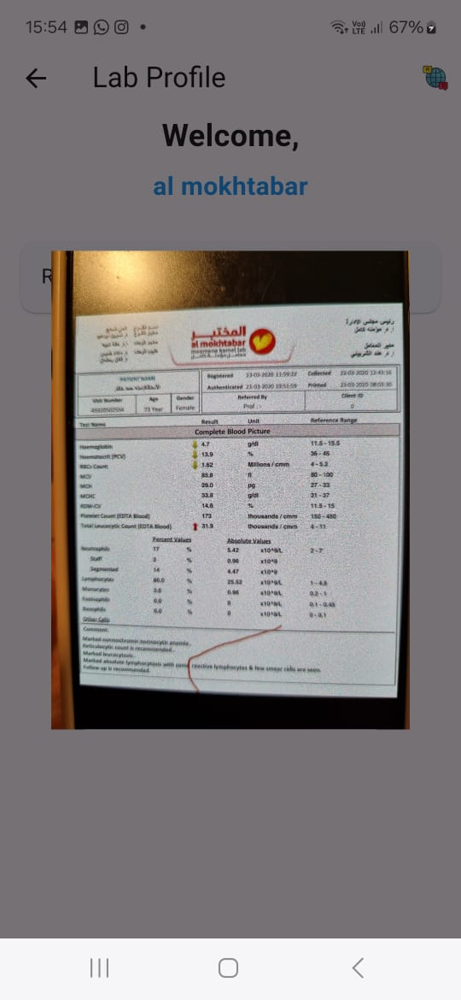 15:54
Vo)) LTE 67%
Lab Profile
Welcome,
al mokhtabar
R
المختبر
al mokhtabar
moamena kamel lab
رئيس مجلس الإدارة
أ.د. مؤمنة كامل
مدير المعامل
أ.د. هند الشربيني
PATIENT NAME
Registered 23-03-2020 11:59:22 Collected 23-03-2020 12:43:16
Authenticated 23-03-2020 19:51:59 Printed
Visit Number Age Gender Referred By Client ID
73 Year Female Prof : 0
Test Name Result Unit Reference Range
Complete Blood Picture
Haemoglobin 4.7 g/dl 11.5 - 15.5
Haematocrit (PCV) 13.9 % 36 - 46
RBCs Count 1.62 Millions / cmm 4 - 5.2
MCV 85.8 fl 80 - 100
MCH 29.0 pg 27 - 33
MCHC 33.8 g/dl 31 - 37
RDW-CV 14.6 % 11.5 - 15
Platelet Count (EDTA Blood) 173 thousands / cmm 150 - 450
Total Leucocytic Count (EDTA Blood) 31.9 thousands / cmm 4 - 11
Percent Values Absolute Values
Neutrophils 17 % 5.42 x10^9/L 2 - 7
Staff 3 % 0.96 x10^9
Segmented 14 % 4.47 x10^9
Lymphocytes 80.0 % 25.52 x10^9/L 1 - 4.8
Monocytes 3.0 % 0.96 x10^9/L 0.2 - 1
Eosinophils 0.0 % 0 x10^9/L 0.1 - 0.45
Basophils 0.0 % 0 x10^9/L 0 - 0.1
Other Cells
Comment:
Marked normochromic normocytic anemia.
Reticulocytic count is recommended.
Marked leucocytosis.
Marked absolute lymphocytosis with some reactive lymphocytes & few smear cells are seen.
Follow up is recommended.